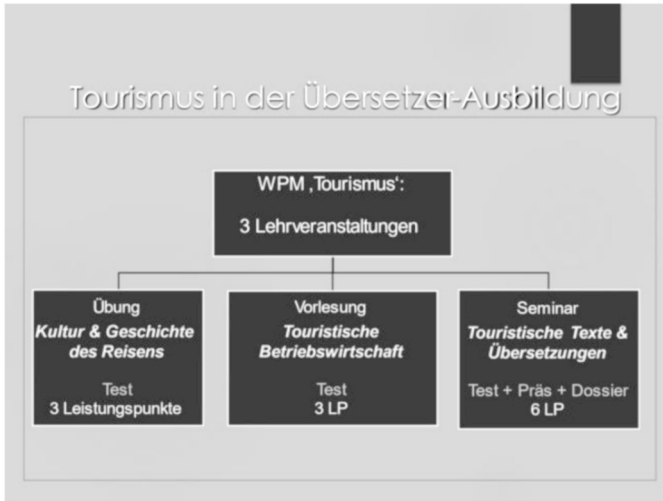 Tourismus in der Übersetzer-Ausbildung
WPM ‚Tourismus‘:
3 Lehrveranstaltungen
Übung
Kultur & Geschichte
des Reisens
Test
3 Leistungspunkte
Vorlesung
Touristische
Betriebswirtschaft
Test
3 LP
Seminar
Touristische Texte &
Übersetzungen
Test + Präs + Dossier
6 LP